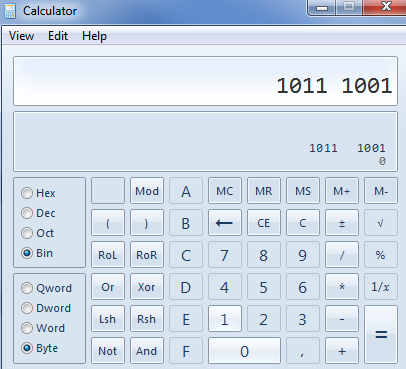 Calculator
View Edit Help
1011 1001
1011 1001
0
Hex Mod A MC MR MS M+ M-
Dec ( ) B ← CE C ± √
Oct
Bin RoL RoR C 7 8 9 / %
Qword Or Xor D 4 5 6 * 1/x
Dword
Word Lsh Rsh E 1 2 3 - =
Byte Not And F 0 , +